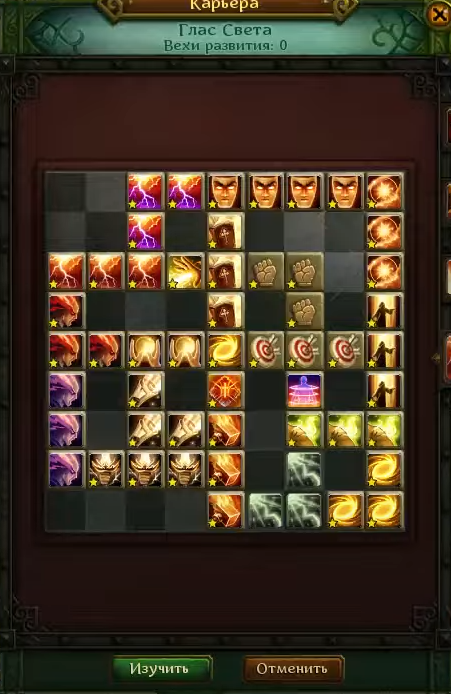 Карьера
Глас Света
Вехи развития: 0
Изучить
Отменить